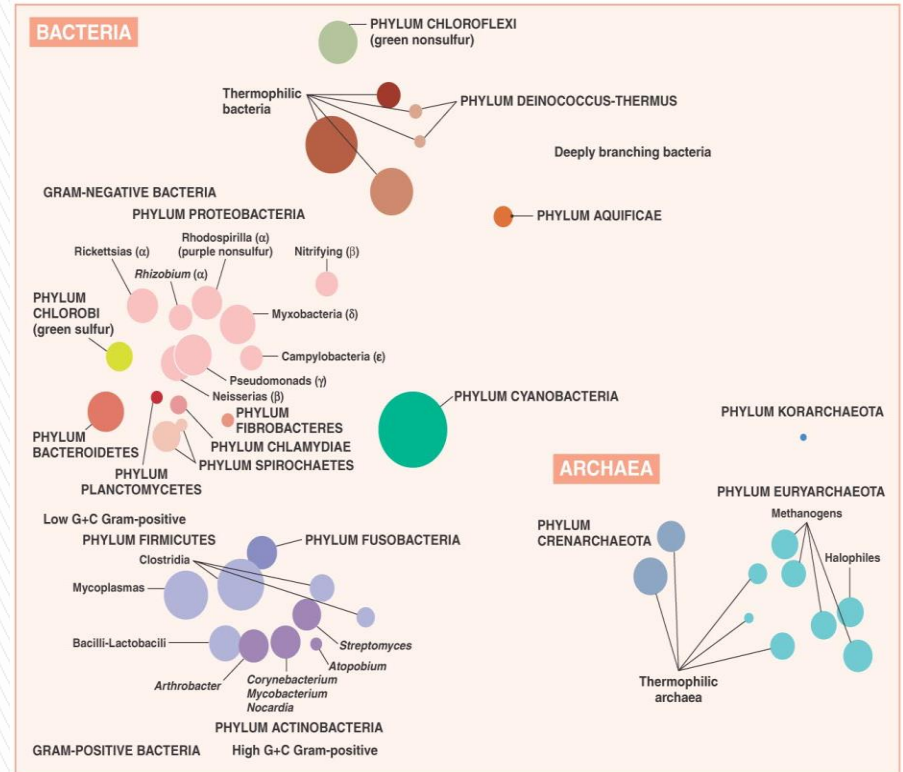 BACTERIA
PHYLUM CHLOROFLEXI
(green nonsulfur)
Thermophilic
bacteria
PHYLUM DEINOCOCCUS-THERMUS
Deeply branching bacteria
GRAM-NEGATIVE BACTERIA
PHYLUM PROTEOBACTERIA
PHYLUM AQUIFICAE
Rickettsias (α)
Rhodospirilla (α)
(purple nonsulfur)
Nitrifying (β)
Rhizobium (α)
PHYLUM
CHLOROBI
(green sulfur)
Myxobacteria (δ)
Campylobacteria (ε)
Pseudomonads (γ)
Neisserias (β)
PHYLUM CYANOBACTERIA
PHYLUM
FIBROBACTERES
PHYLUM
BACTEROIDETES
PHYLUM CHLAMYDIAE
PHYLUM SPIROCHAETES
PHYLUM
PLANCTOMYCETES
PHYLUM KORARCHAEOTA
ARCHAEA
PHYLUM EURYARCHAEOTA
Methanogens
PHYLUM
CRENARCHAEOTA
Halophiles
Thermophilic
archaea
Low G+C Gram-positive
PHYLUM FIRMICUTES
PHYLUM FUSOBACTERIA
Clostridia
Mycoplasmas
Bacilli-Lactobacili
Streptomyces
Atopobium
Arthrobacter
Corynebacterium
Mycobacterium
Nocardia
PHYLUM ACTINOBACTERIA
GRAM-POSITIVE BACTERIA
High G+C Gram-positive